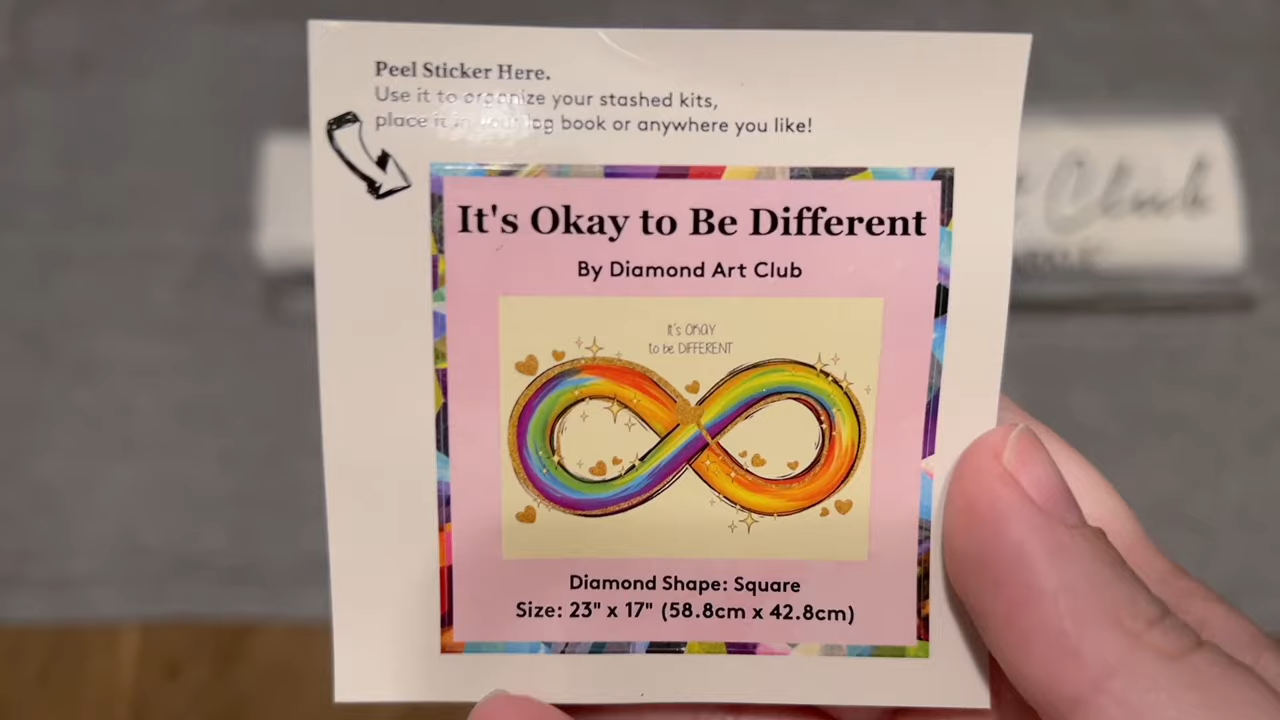 Peel Sticker Here.
Use it to organize your stashed kits,
place it in your log book or anywhere you like!
It's Okay to Be Different
By Diamond Art Club
It's OKAY
to be DIFFERENT
Diamond Shape: Square
Size: 23" x 17" (58.8cm x 42.8cm)
Club